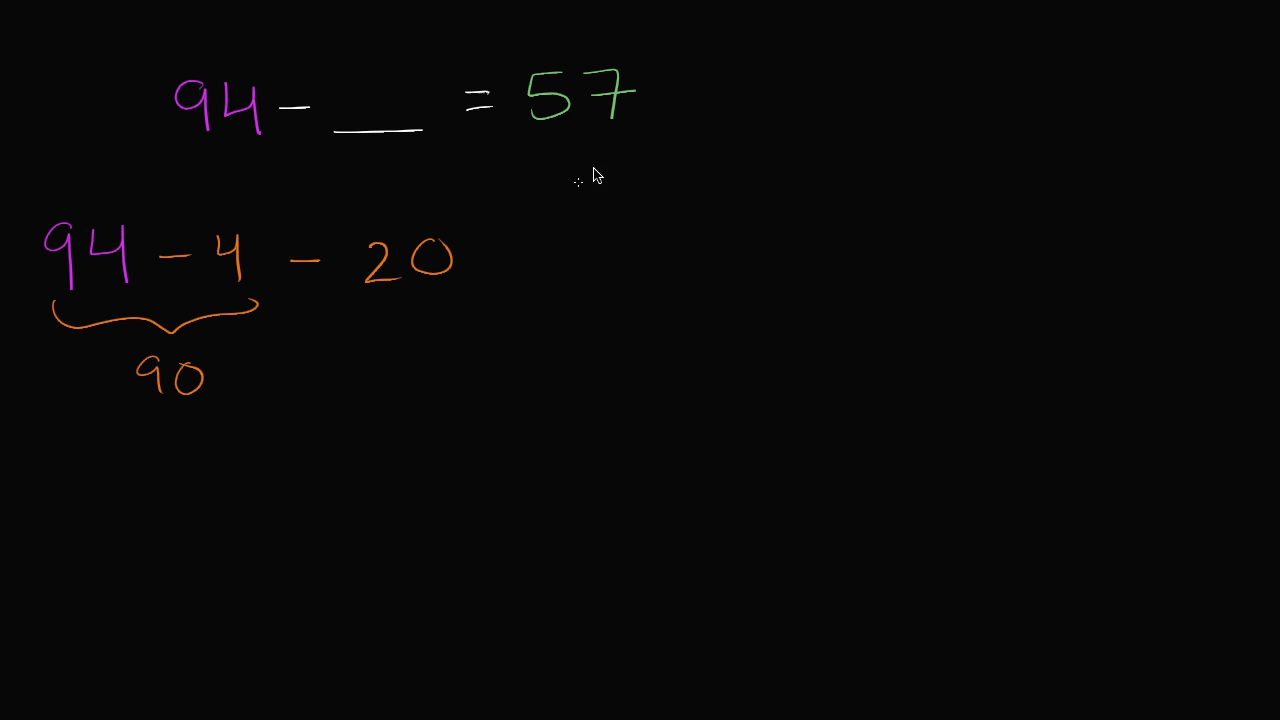 94 - ___ = 57
94 - 4 - 20
90